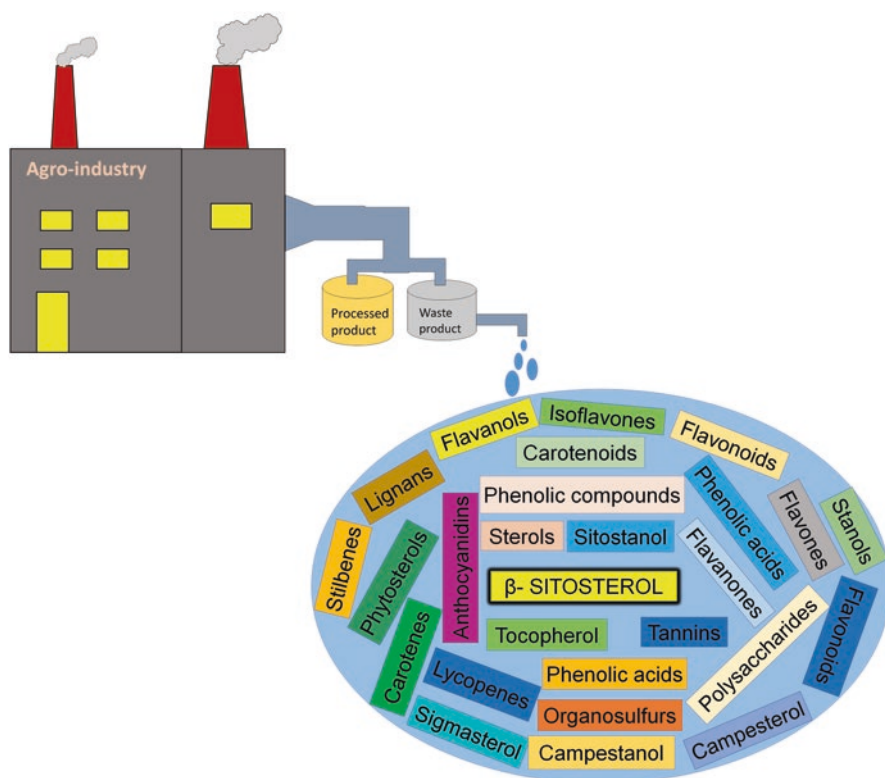 Agro-industry
Processed
product
Waste
product
Flavanols
Isoflavones
Flavonoids
Carotenoids
Lignans
Phenolic compounds
Phenolic acids
Flavones
Stanols
Stilbenes
Phytosterols
Anthocyanidins
Sterols
Sitostanol
Flavanones
β- SITOSTEROL
Carotenes
Tocopherol
Tannins
Polysaccharides
Flavonoids
Lycopenes
Phenolic acids
Sigmasterol
Organosulfurs
Campestanol
Campesterol